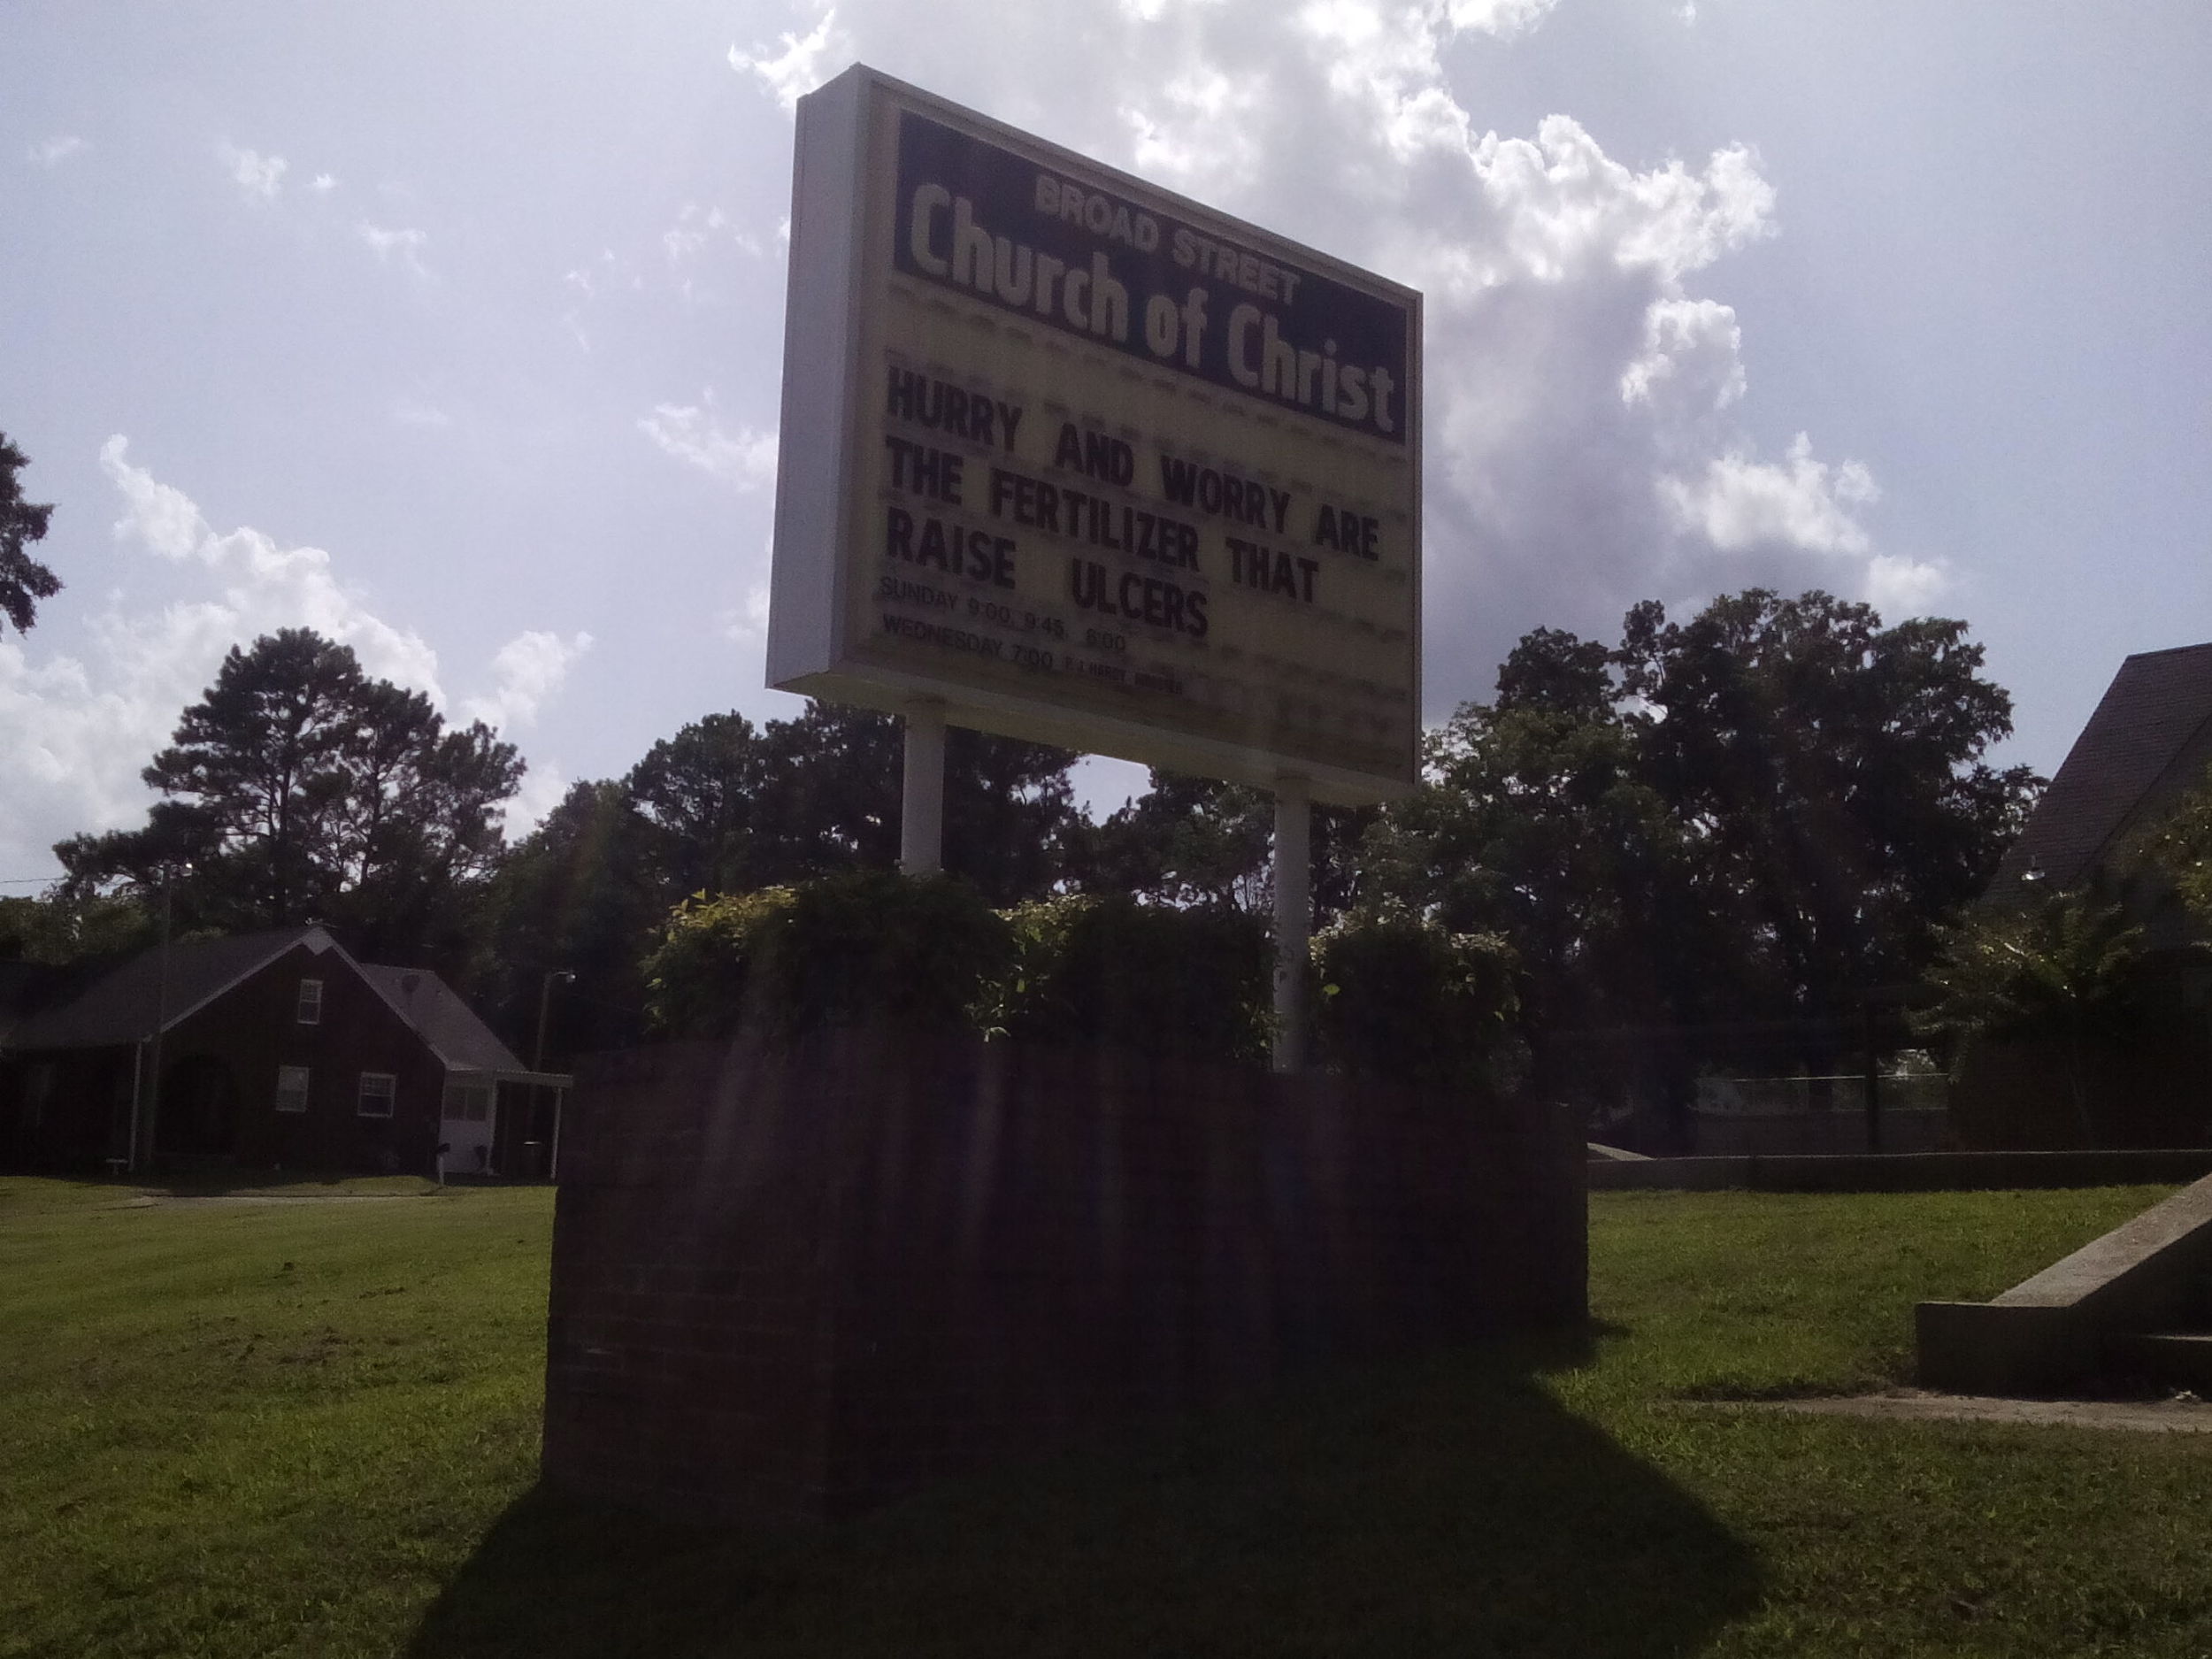 BROAD STREET
Church of Christ
HURRY AND WORRY ARE
THE FERTILIZER THAT
RAISE ULCERS
SUNDAY 9:00 9:45 6:00
WEDNESDAY 7:00